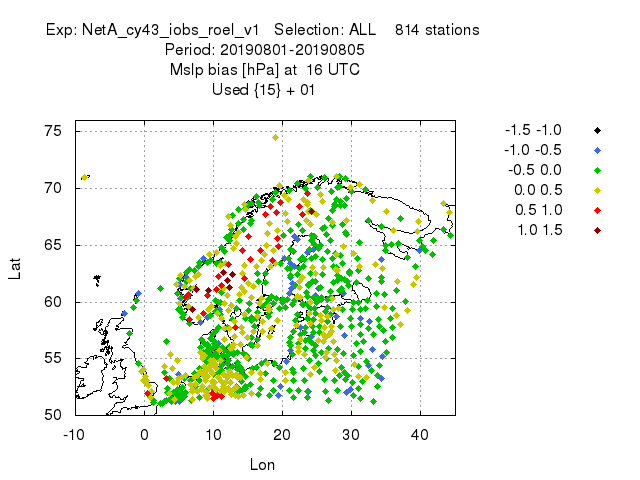 Exp: NetA_cy43_iobs_roel_v1 Selection: ALL 814 stations
Period: 20190801-20190805
Mslp bias [hPa] at 16 UTC
Used {15} + 01
75
70
65
60
55
50
-10 0 10 20 30 40
Lat
Lon
-1.5 -1.0
-1.0 -0.5
-0.5 0.0
0.0 0.5
0.5 1.0
1.0 1.5